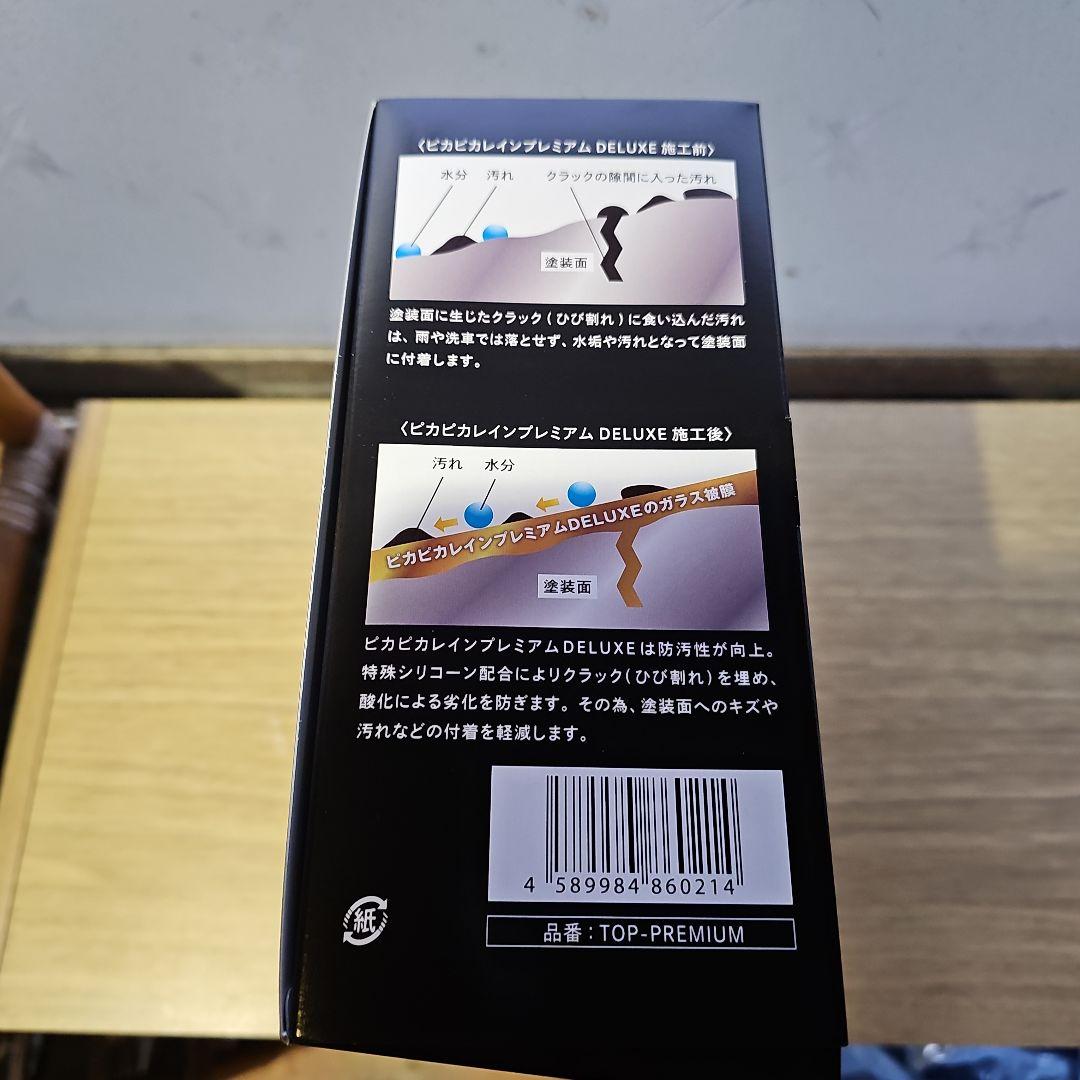 〈ピカピカレインプレミアム DELUXE 施工前〉
水分 汚れ クラックの隙間に入った汚れ
塗装面
塗装面に生じたクラック(ひび割れ)に食い込んだ汚れ
は、雨や洗車では落とせず、水垢や汚れとなって塗装面
に付着します。
〈ピカピカレインプレミアム DELUXE 施工後〉
汚れ 水分
ピカピカレインプレミアムDELUXEのガラス被膜
塗装面
ピカピカレインプレミアムDELUXEは防汚性が向上。
特殊シリコーン配合によりクラック(ひび割れ)を埋め、
酸化による劣化を防ぎます。その為、塗装面へのキズや
汚れなどの付着を軽減します。
4 589984 860214
紙
品番：TOP-PREMIUM